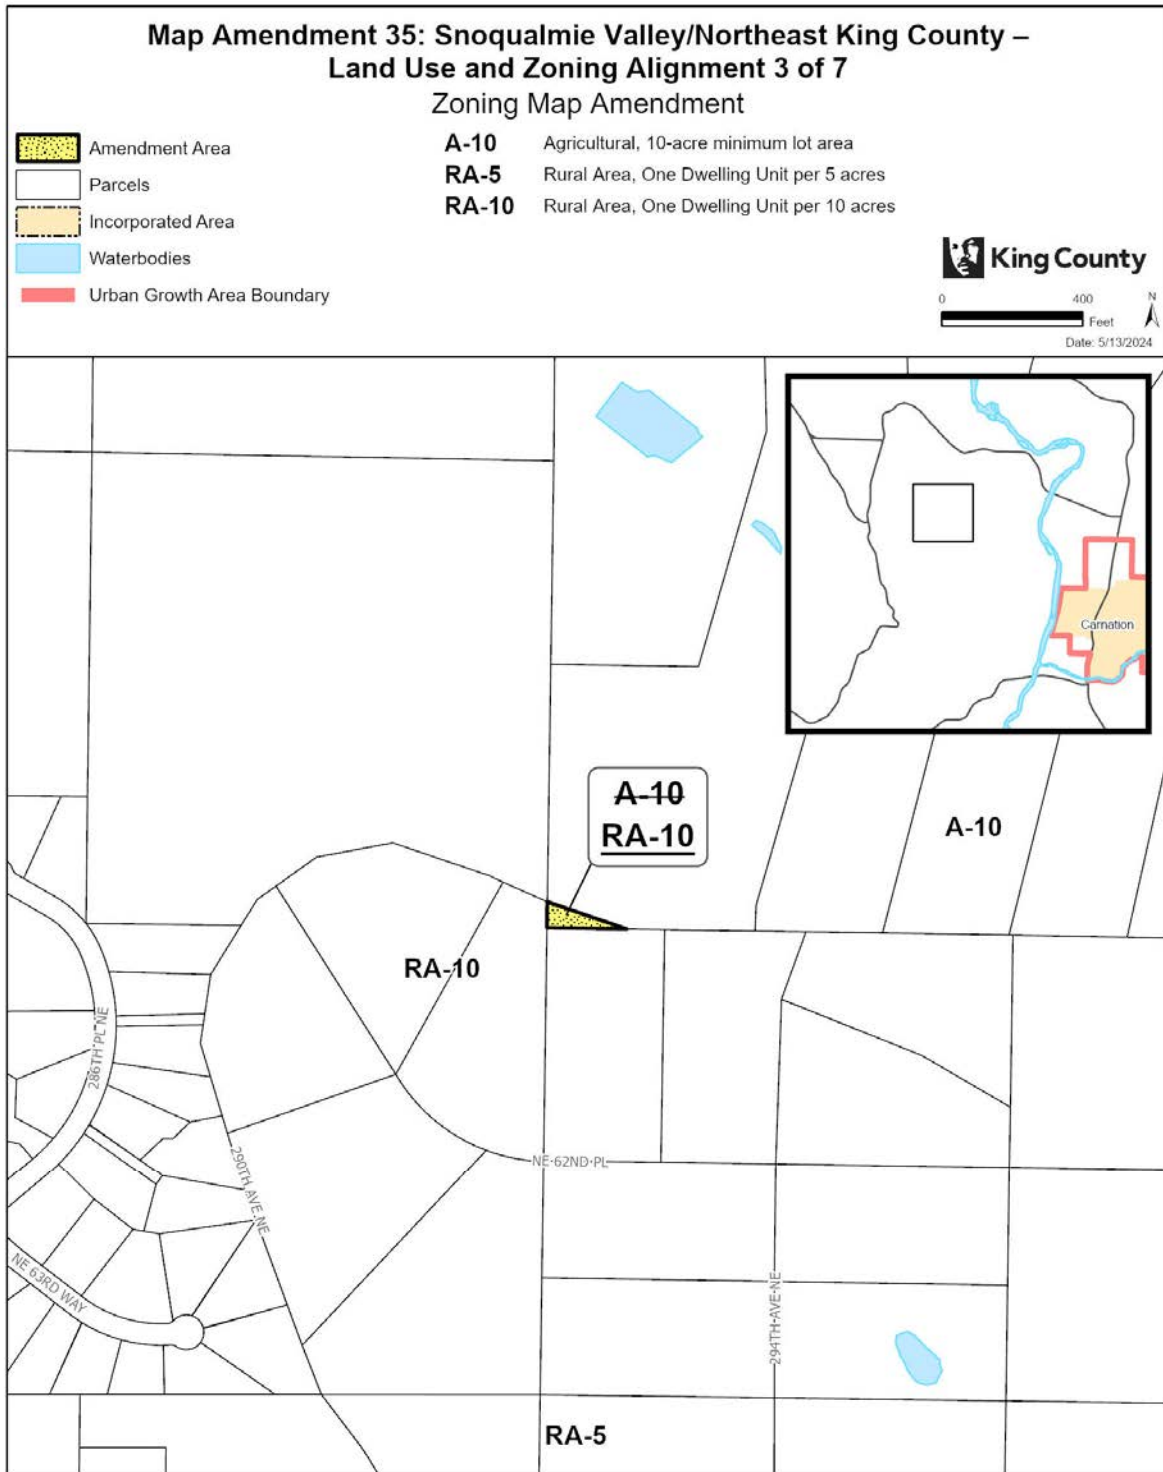 Map Amendment 35: Snoqualmie Valley/Northeast King County –
Land Use and Zoning Alignment 3 of 7
Zoning Map Amendment
Amendment Area
Parcels
Incorporated Area
Waterbodies
Urban Growth Area Boundary
A-10 Agricultural, 10-acre minimum lot area
RA-5 Rural Area, One Dwelling Unit per 5 acres
RA-10 Rural Area, One Dwelling Unit per 10 acres
King County
0 400
Feet
N
Date: 5/13/2024
Carnation
A-10
RA-10
A-10
RA-10
286TH PL NE
290TH AVE NE
NE 62ND PL
NE 63RD WAY
294TH AVE NE
RA-5